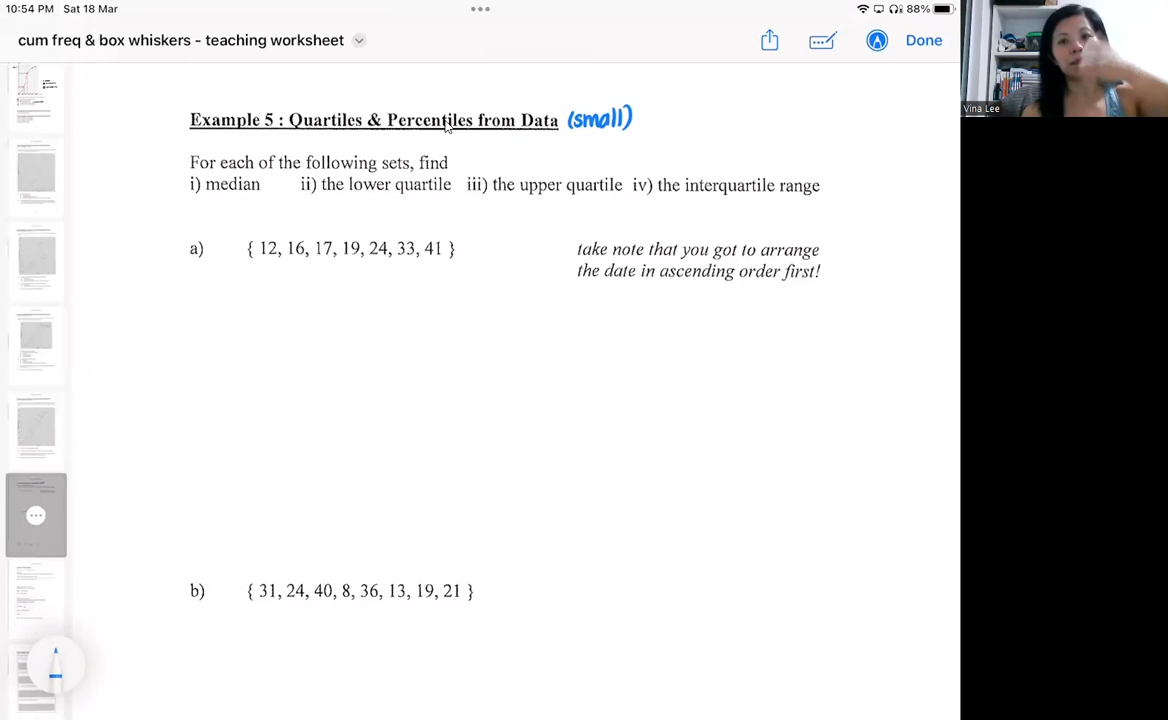 10:54 PM Sat 18 Mar
88%
cum freq & box whiskers - teaching worksheet
Done
Vina Lee
Example 5 : Quartiles & Percentiles from Data (small)
For each of the following sets, find
i) median ii) the lower quartile iii) the upper quartile iv) the interquartile range
a) { 12, 16, 17, 19, 24, 33, 41 } take note that you got to arrange
the date in ascending order first!
b) { 31, 24, 40, 8, 36, 13, 19, 21 }